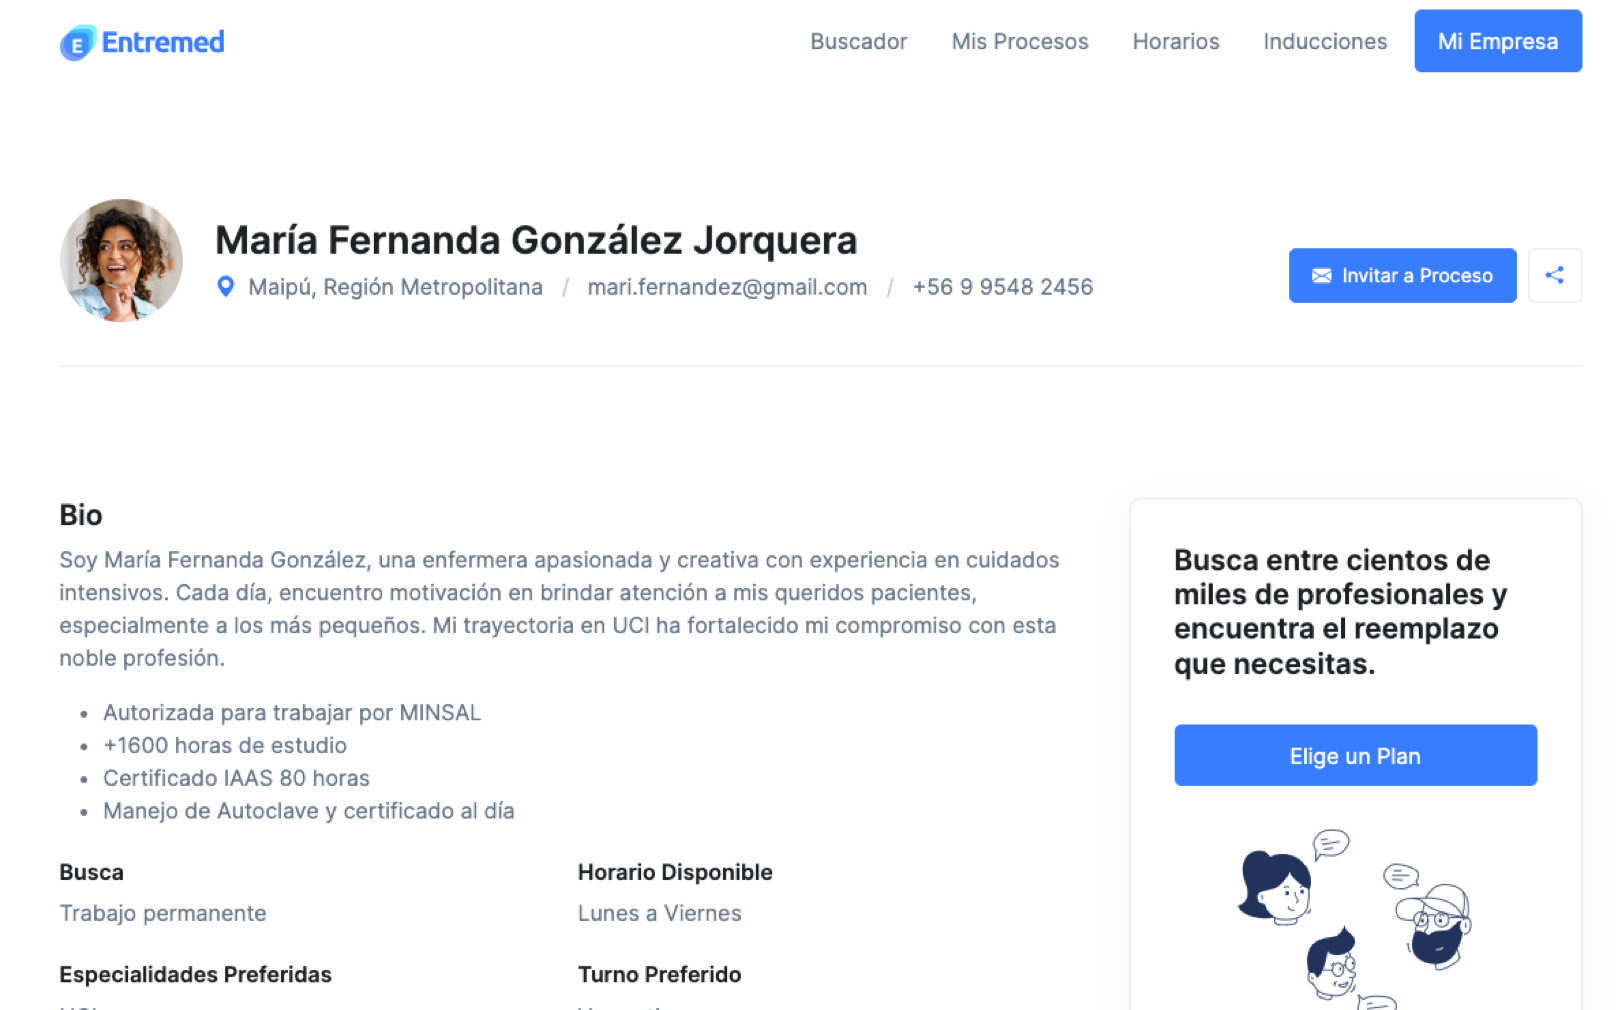 Entremed
Buscador Mis Procesos Horarios Inducciones Mi Empresa
María Fernanda González Jorquera
Maipú, Región Metropolitana / mari.fernandez@gmail.com / +56 9 9548 2456
Invitar a Proceso
Bio
Soy María Fernanda González, una enfermera apasionada y creativa con experiencia en cuidados
intensivos. Cada día, encuentro motivación en brindar atención a mis queridos pacientes,
especialmente a los más pequeños. Mi trayectoria en UCI ha fortalecido mi compromiso con esta
noble profesión.
• Autorizada para trabajar por MINSAL
• +1600 horas de estudio
• Certificado IAAS 80 horas
• Manejo de Autoclave y certificado al día
Busca
Trabajo permanente
Horario Disponible
Lunes a Viernes
Especialidades Preferidas
Turno Preferido
Busca entre cientos de
miles de profesionales y
encuentra el reemplazo
que necesitas.
Elige un Plan